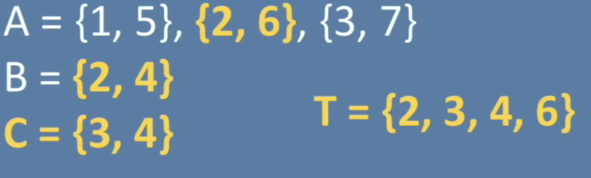 A = {1, 5}, {2, 6}, {3, 7}
B = {2, 4}
C = {3, 4}
T = {2, 3, 4, 6}